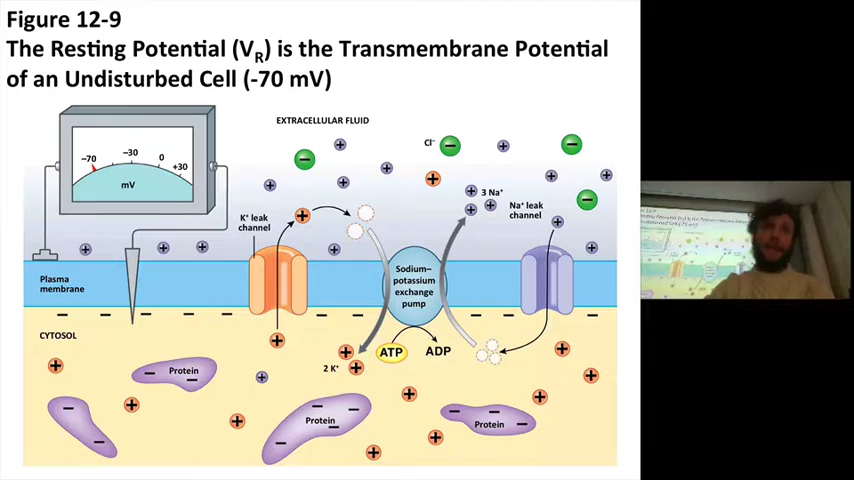 Figure 12-9
The Resting Potential (VR) is the Transmembrane Potential
of an Undisturbed Cell (-70 mV)
EXTRACELLULAR FLUID
Cl–
–70
–30
0
+30
mV
3 Na+
K+ leak
channel
Na+ leak
channel
Plasma
membrane
Sodium–
potassium
exchange
pump
CYTOSOL
ATP
ADP
2 K+
Protein
Protein
Protein